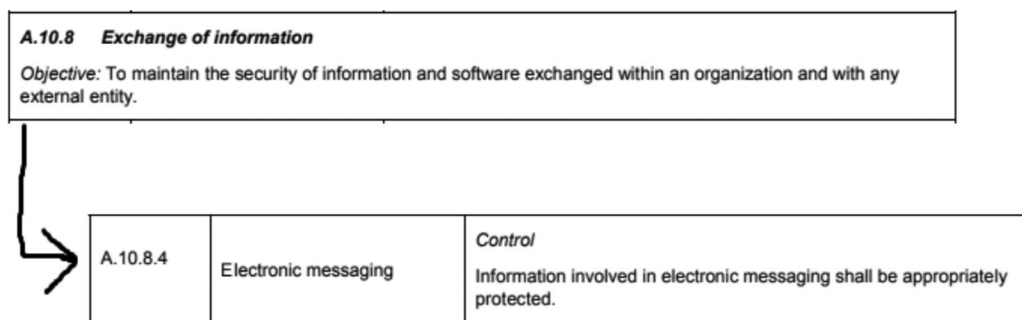 A.10.8 Exchange of information
Objective: To maintain the security of information and software exchanged within an organization and with any
external entity.
A.10.8.4
Electronic messaging
Control
Information involved in electronic messaging shall be appropriately
protected.